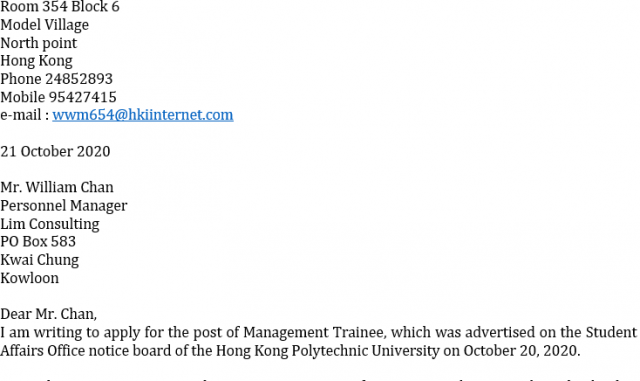 Room 354 Block 6
Model Village
North point
Hong Kong
Phone 24852893
Mobile 95427415
e-mail : wwm654@hkiinternet.com
21 October 2020
Mr. William Chan
Personnel Manager
Lim Consulting
PO Box 583
Kwai Chung
Kowloon
Dear Mr. Chan,
I am writing to apply for the post of Management Trainee, which was advertised on the Student
Affairs Office notice board of the Hong Kong Polytechnic University on October 20, 2020.